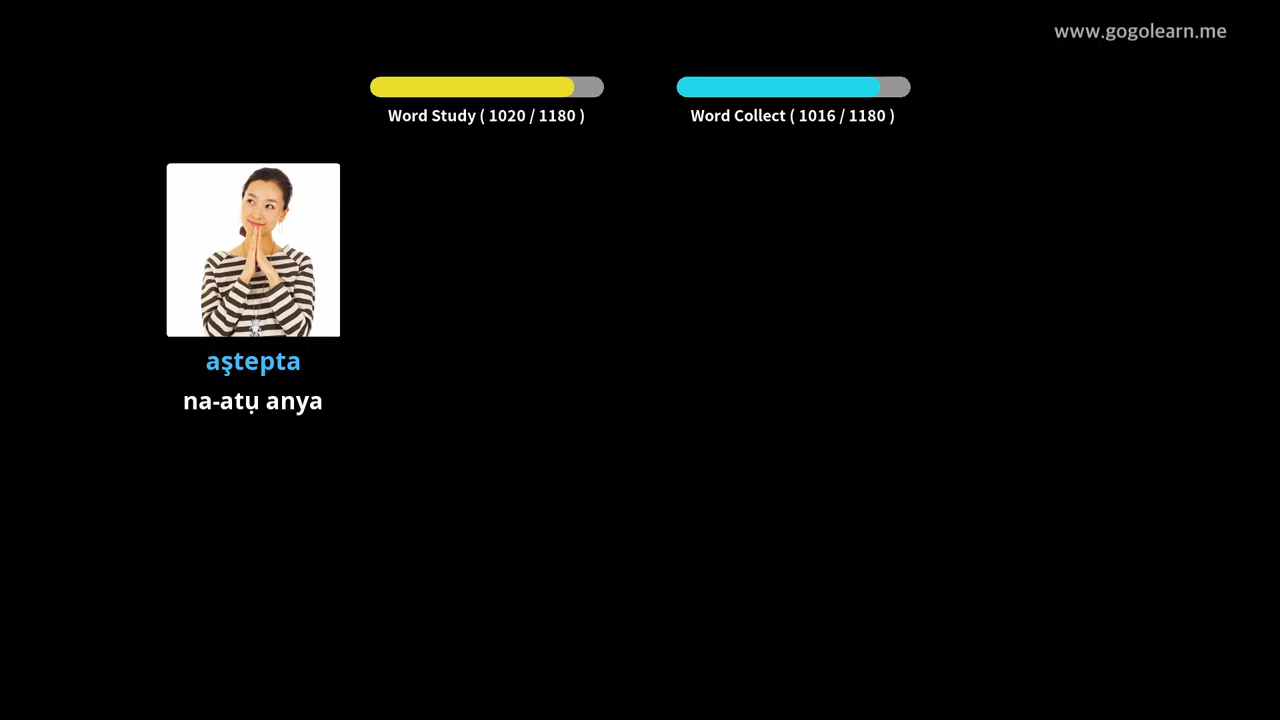 www.gogolearn.me
Word Study ( 1020 / 1180 )
Word Collect ( 1016 / 1180 )
aştepta
na-atụ anya